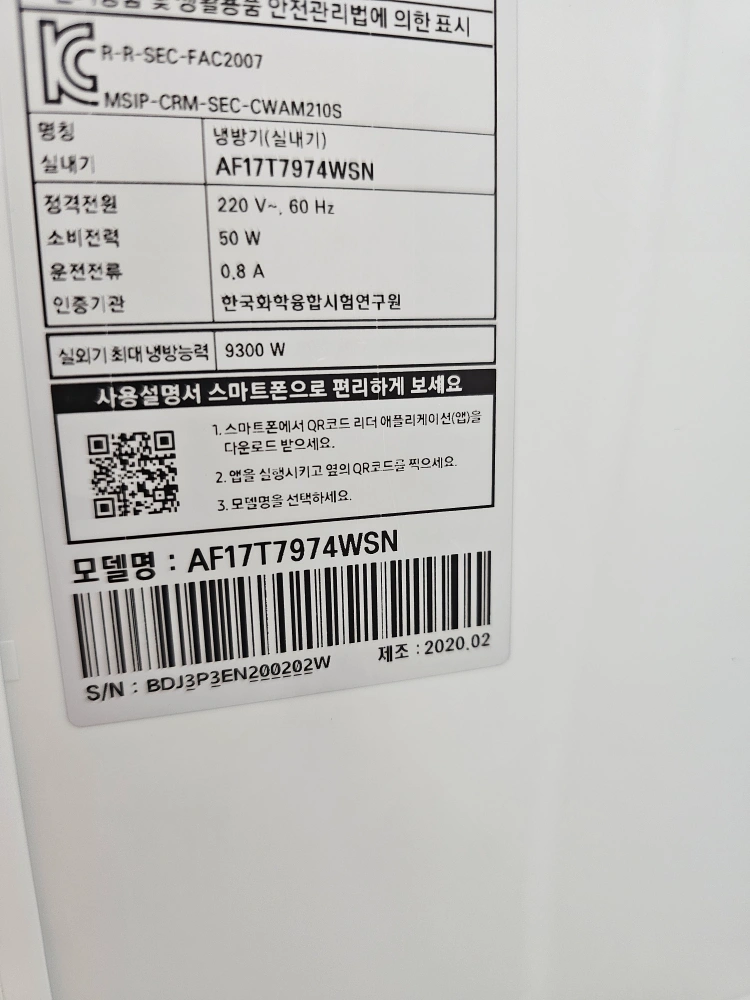 및 생활용품 안전관리법에 의한 표시
R-R-SEC-FAC2007
MSIP-CRM-SEC-CWAM210S
명칭 냉방기(실내기)
실내기 AF17T7974WSN
정격전원 220 V~, 60 Hz
소비전력 50 W
운전전류 0.8 A
인증기관 한국화학융합시험연구원
실외기 최대 냉방능력 9300 W
사용설명서 스마트폰으로 편리하게 보세요
1. 스마트폰에서 QR코드 리더 애플리케이션(앱)을
다운로드 받으세요.
2. 앱을 실행시키고 옆의 QR코드를 찍으세요.
3. 모델명을 선택하세요.
모델명 : AF17T7974WSN
S/N : BDJ3P3EN200202W 제조 : 2020.02